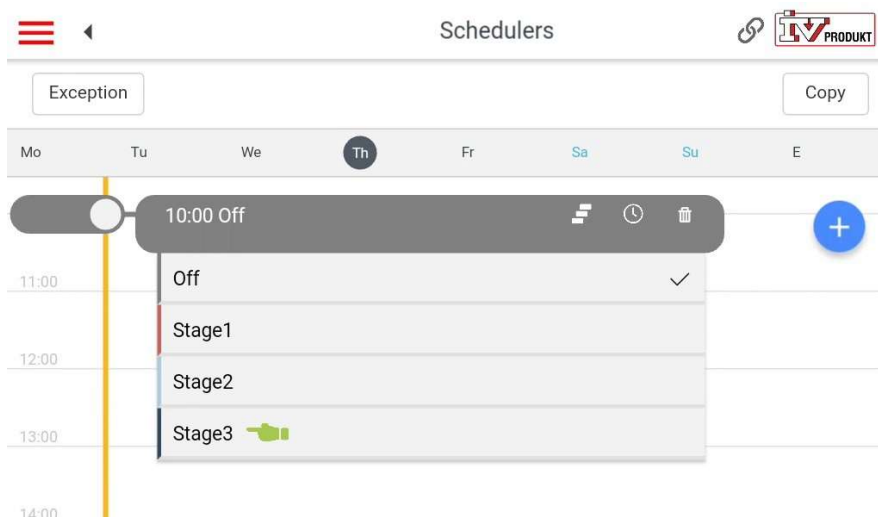 Schedulers
IV PRODUKT
Exception
Copy
Mo Tu We Th Fr Sa Su E
10:00 Off
Off
11:00
Stage1
12:00
Stage2
13:00
Stage3
14:00